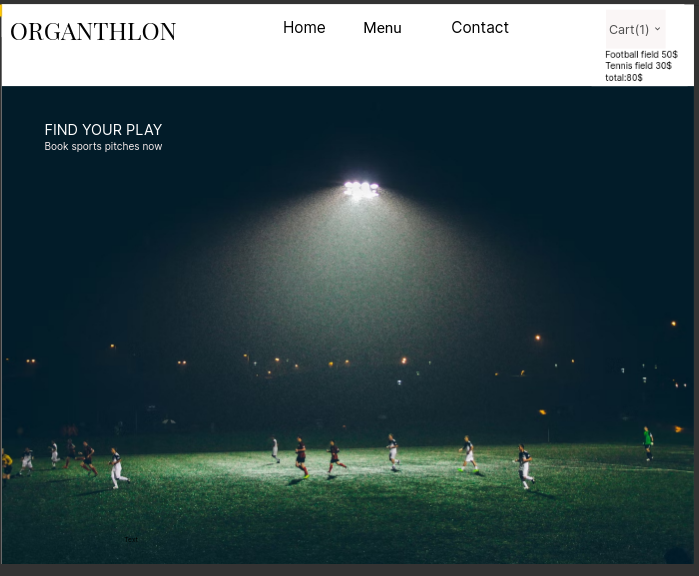 ORGANTHLON
Home
Menu
Contact
Cart(1)
Football field 50$
Tennis field 30$
total:80$
FIND YOUR PLAY
Book sports pitches now
Text